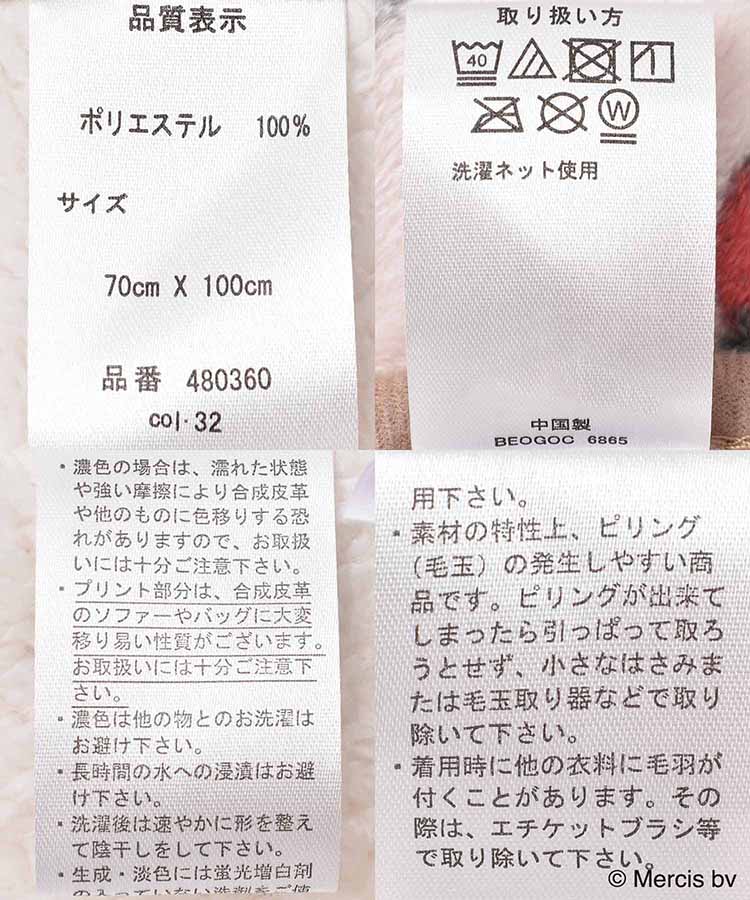 品質表示
ポリエステル 100%
サイズ
70cm X 100cm
品番 480360
col·32
取り扱い方
40
W
洗濯ネット使用
中国製
BEOGOC 6865
・濃色の場合は、濡れた状態
や強い摩擦により合成皮革
や他のものに色移りする恐
れがありますので、お取扱
いには十分ご注意下さい。
・プリント部分は、合成皮革
のソファーやバッグに大変
移り易い性質がございます。
お取扱いには十分ご注意下
さい。
・濃色は他の物とのお洗濯は
お避け下さい。
・長時間の水への浸漬はお避
け下さい。
・洗濯後は速やかに形を整え
て陰干しをして下さい。
・生成・淡色には蛍光増白剤
用下さい。
・素材の特性上、ピリング
(毛玉)の発生しやすい商
品です。ピリングが出来て
しまったら引っぱって取ろ
うとせず、小さなはさみま
たは毛玉取り器などで取り
除いて下さい。
・着用時に他の衣料に毛羽が
付くことがあります。その
際は、エチケットブラシ等
で取り除いて下さい。
© Mercis bv